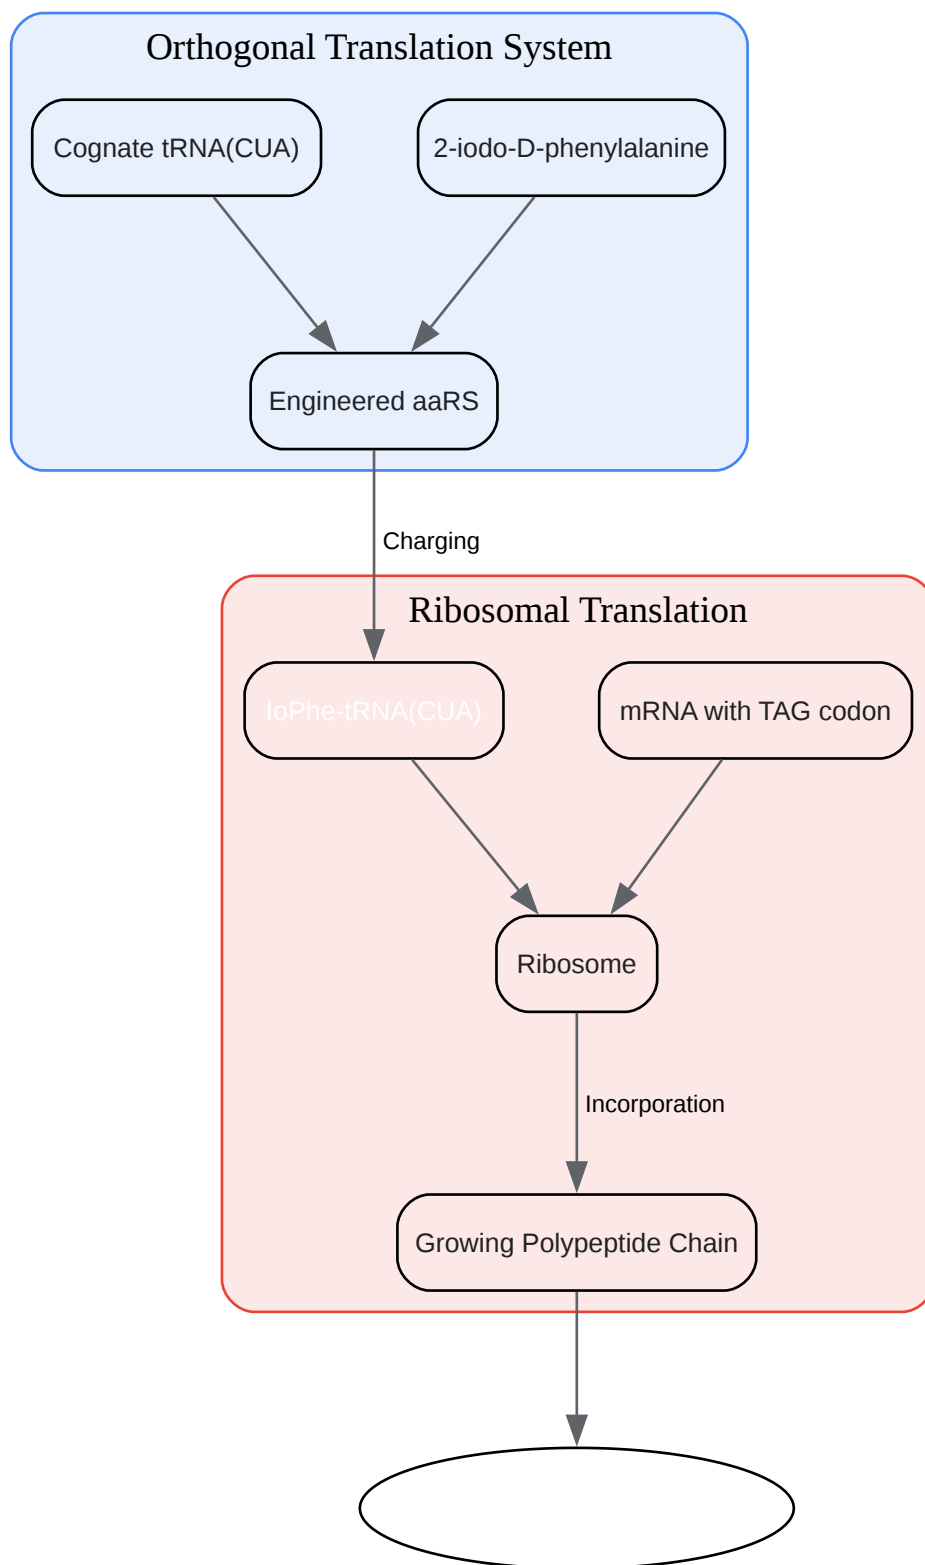 Orthogonal Translation System
Cognate tRNA(CUA)
2-iodo-D-phenylalanine
Engineered aaRS
Charging
Ribosomal Translation
IoPhe-tRNA(CUA)
mRNA with TAG codon
Ribosome
Incorporation
Growing Polypeptide Chain